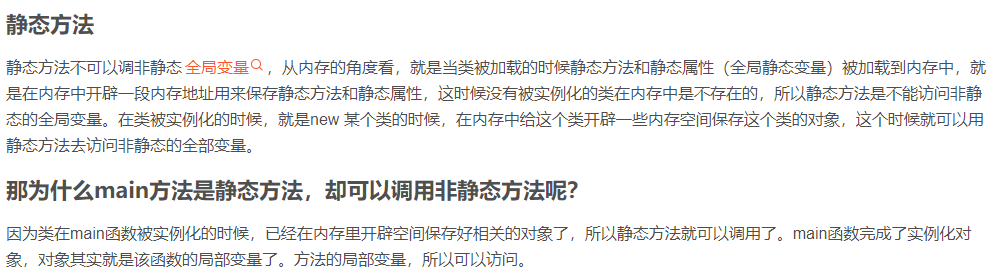 静态方法
静态方法不可以调非静态 全局变量，从内存的角度看，就是当类被加载的时候静态方法和静态属性（全局静态变量）被加载到内存中，就
是在内存中开辟一段内存地址用来保存静态方法和静态属性，这时候没有被实例化的类在内存中是不存在的，所以静态方法是不能访问非静
态的全局变量。在类被实例化的时候，就是new 某个类的时候，在内存中给这个类开辟一些内存空间保存这个类的对象，这个时候就可以用
静态方法去访问非静态的全部变量。
那为什么main方法是静态方法，却可以调用非静态方法呢？
因为类在main函数被实例化的时候，已经在内存里开辟空间保存好相关的对象了，所以静态方法就可以调用了。main函数完成了实例化对
象，对象其实就是该函数的局部变量了。方法的局部变量，所以可以访问。